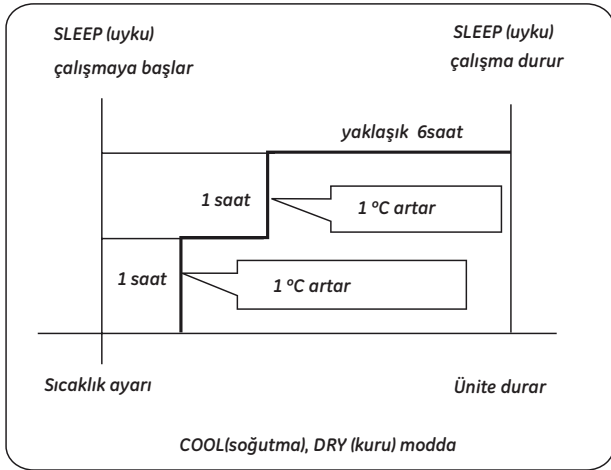 SLEEP (uyku)
çalışmaya başlar
SLEEP (uyku)
çalışma durur
yaklaşik 6saat
1 saat
1 ºC artar
1 saat
1 ºC artar
Sıcaklık ayarı
Ünite durar
COOL(soğutma), DRY (kuru) modda